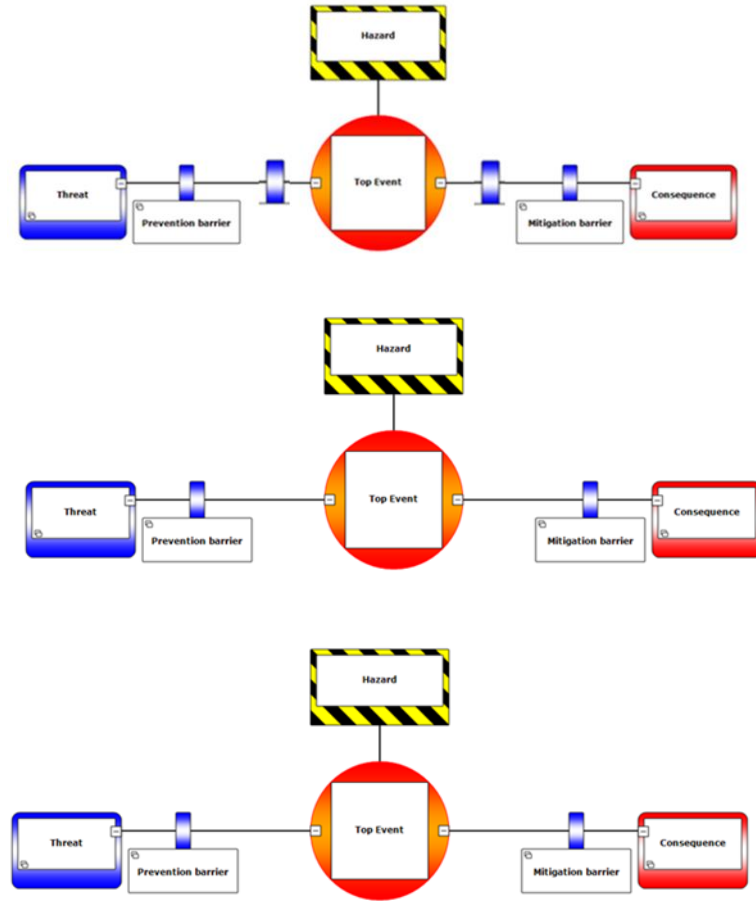 Hazard
Threat
Top Event
Consequence
Prevention barrier
Mitigation barrier
Hazard
Threat
Top Event
Consequence
Prevention barrier
Mitigation barrier
Hazard
Threat
Top Event
Consequence
Prevention barrier
Mitigation barrier